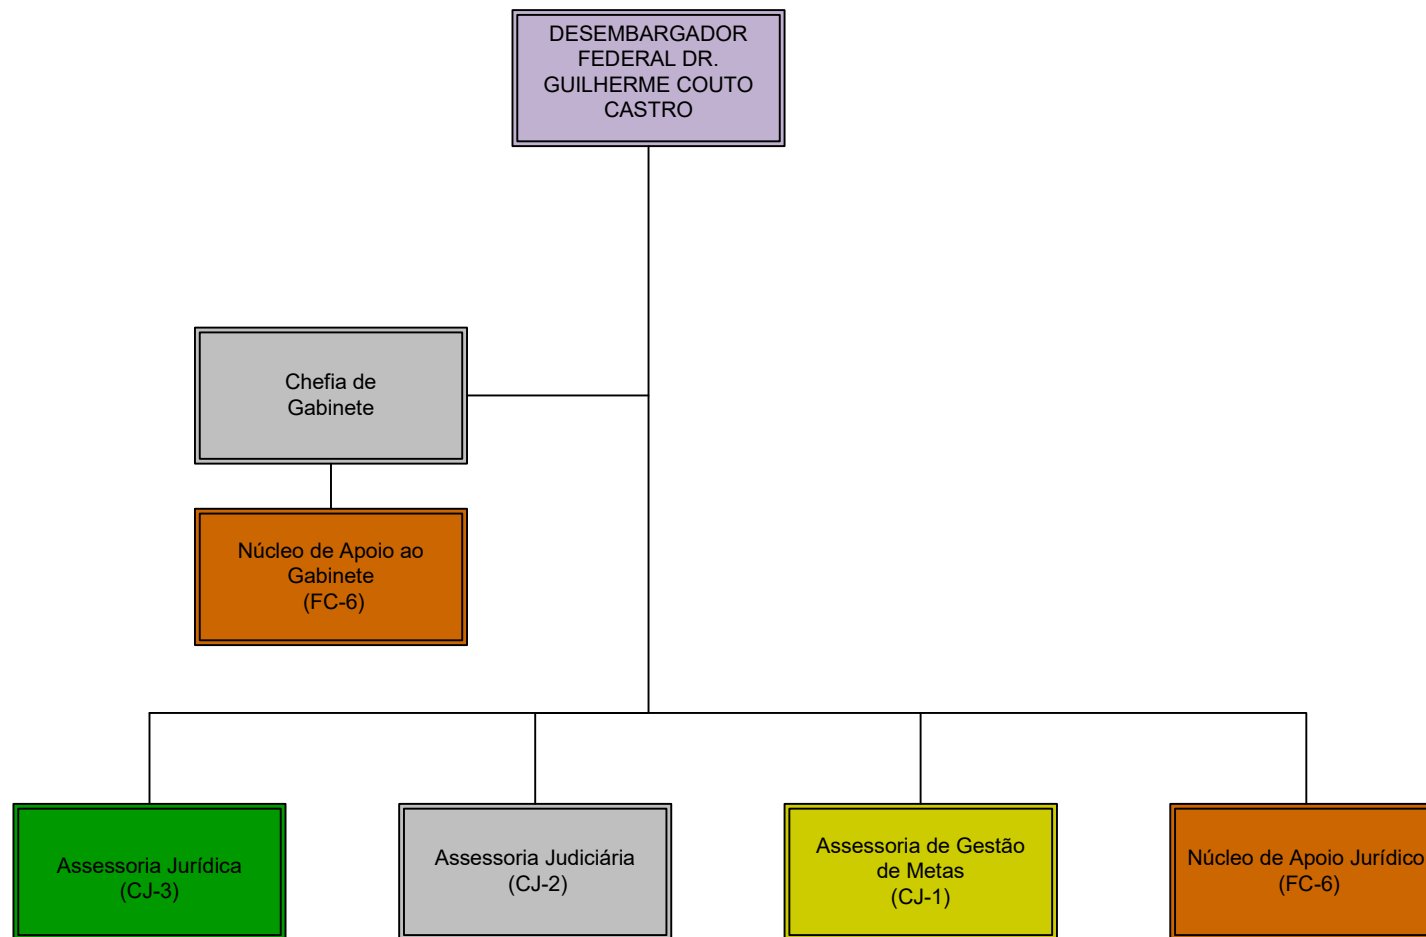 DESEMBARGADOR
FEDERAL DR.
GUILHERME COUTO
CASTRO
Chefia de
Gabinete
Núcleo de Apoio ao
Gabinete
(FC-6)
Assessoria Jurídica
(CJ-3)
Assessoria Judiciária
(CJ-2)
Assessoria de Gestão
de Metas
(CJ-1)
Núcleo de Apoio Jurídico
(FC-6)